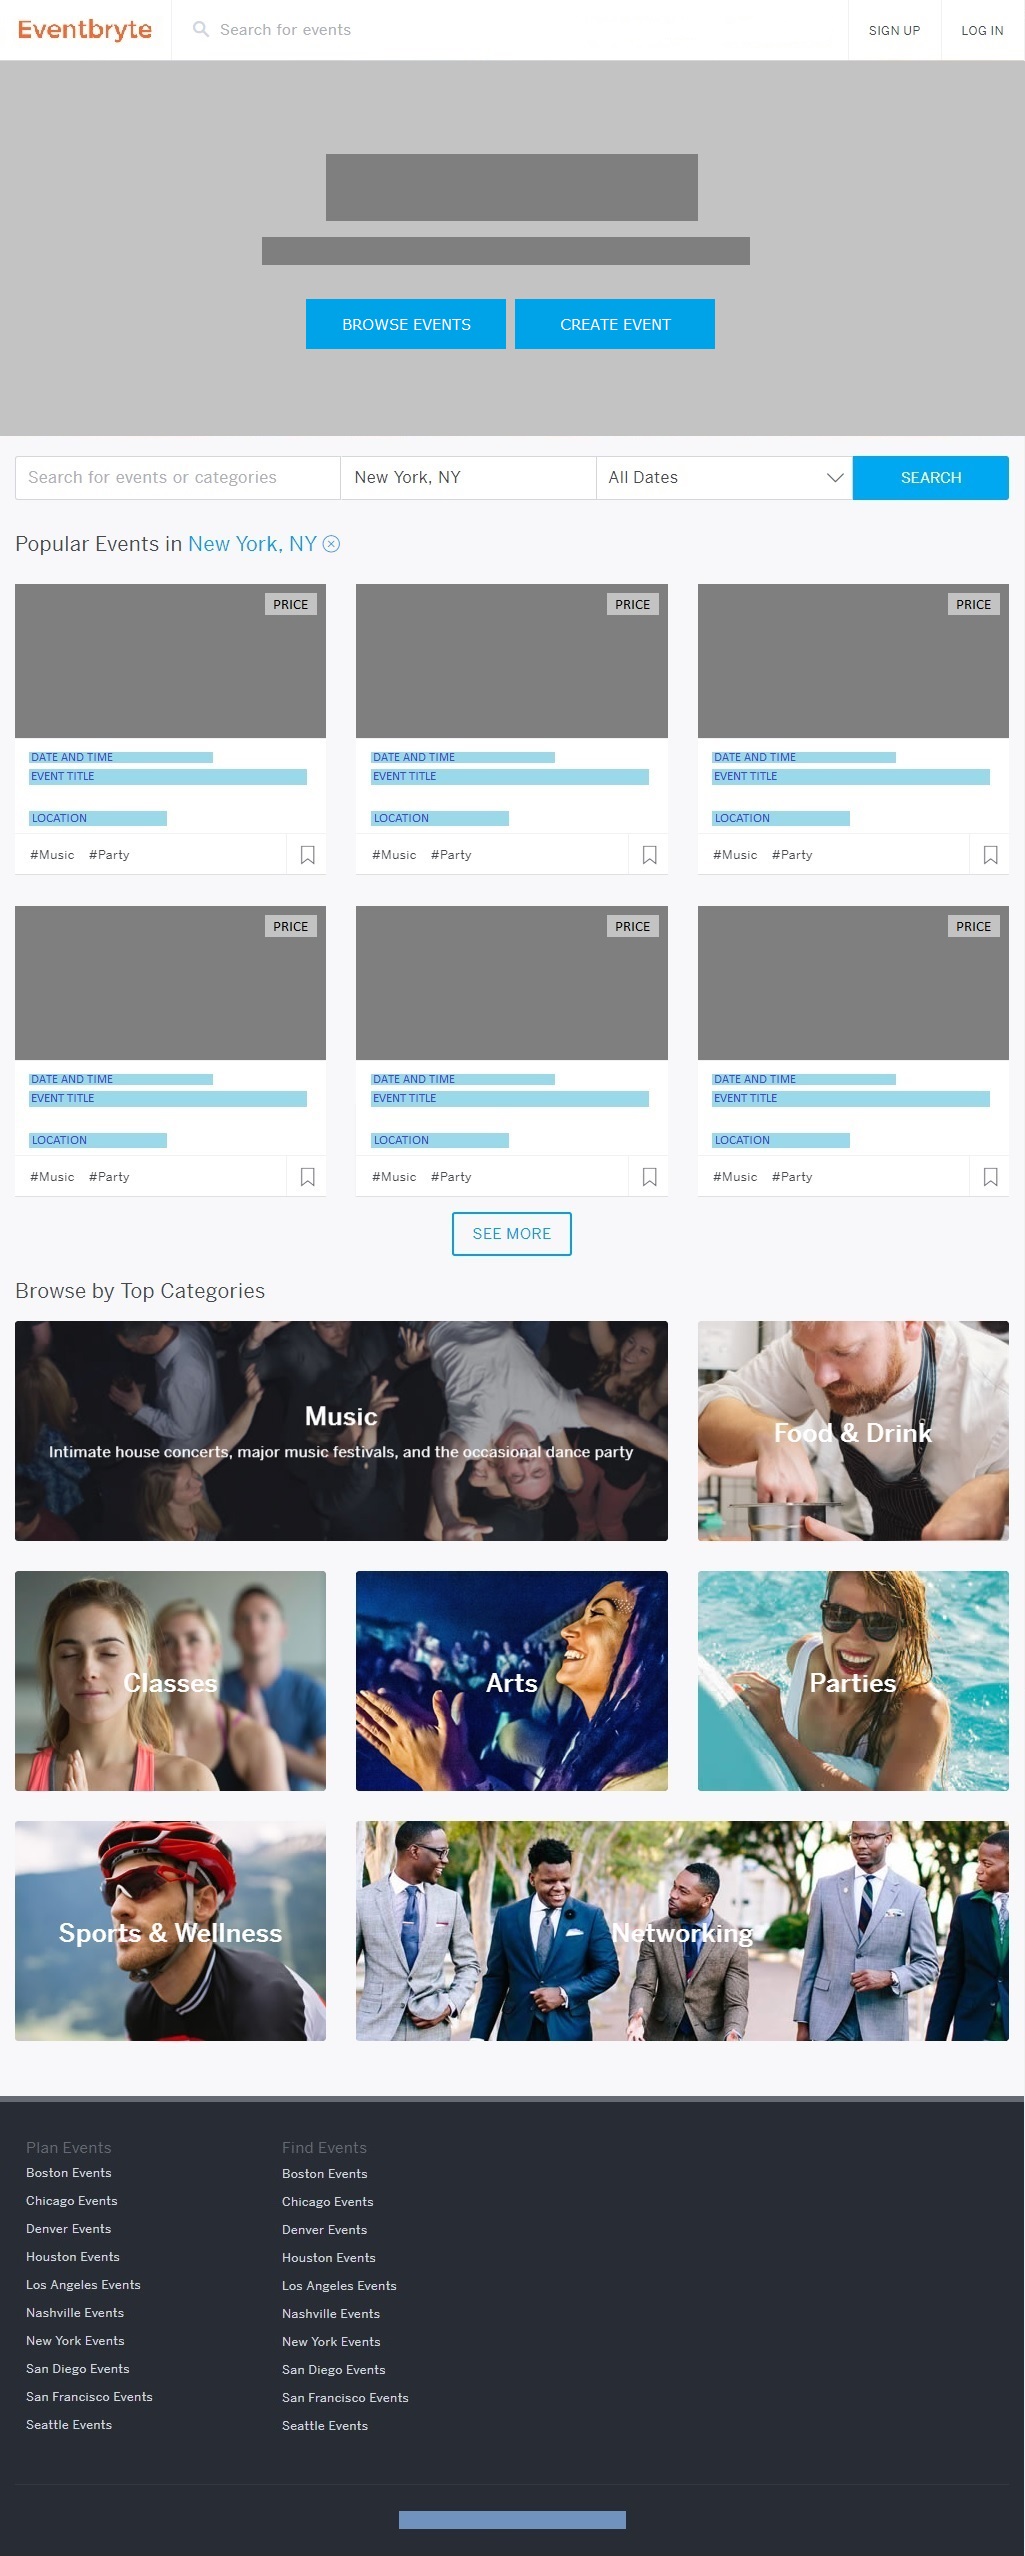 Eventbryte
Search for events
SIGN UP
LOG IN
BROWSE EVENTS
CREATE EVENT
Search for events or categories
New York, NY
All Dates
SEARCH
Popular Events in New York, NY
PRICE
PRICE
PRICE
DATE AND TIME
EVENT TITLE
LOCATION
#Music #Party
DATE AND TIME
EVENT TITLE
LOCATION
#Music #Party
DATE AND TIME
EVENT TITLE
LOCATION
#Music #Party
PRICE
PRICE
PRICE
DATE AND TIME
EVENT TITLE
LOCATION
#Music #Party
DATE AND TIME
EVENT TITLE
LOCATION
#Music #Party
DATE AND TIME
EVENT TITLE
LOCATION
#Music #Party
SEE MORE
Browse by Top Categories
Music
Intimate house concerts, major music festivals, and the occasional dance party
Food & Drink
Classes
Arts
Parties
Sports & Wellness
Networking
Plan Events
Boston Events
Chicago Events
Denver Events
Houston Events
Los Angeles Events
Nashville Events
New York Events
San Diego Events
San Francisco Events
Seattle Events
Find Events
Boston Events
Chicago Events
Denver Events
Houston Events
Los Angeles Events
Nashville Events
New York Events
San Diego Events
San Francisco Events
Seattle Events